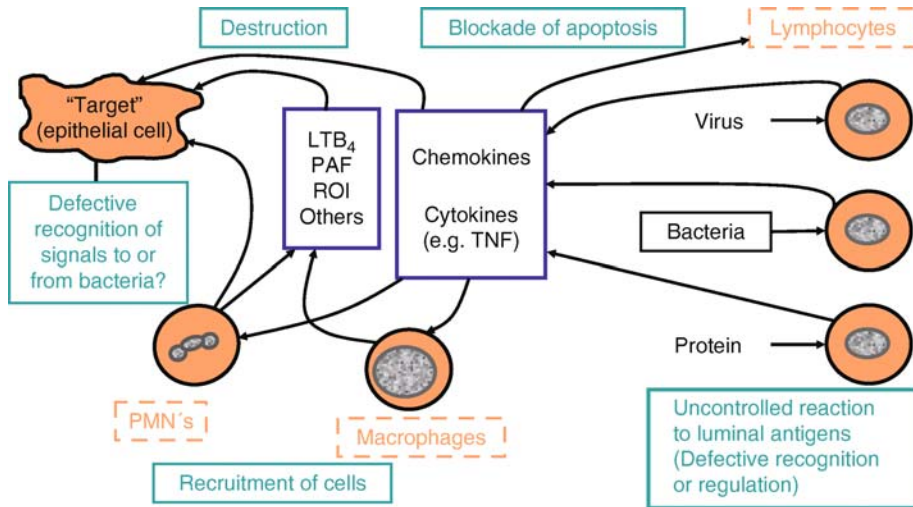 Destruction
Blockade of apoptosis
Lymphocytes
“Target”
(epithelial cell)
LTB₄
PAF
ROI
Others
Chemokines
Cytokines
(e.g. TNF)
Virus
Bacteria
Protein
Defective
recognition of
signals to or
from bacteria?
PMN´s
Macrophages
Recruitment of cells
Uncontrolled reaction
to luminal antigens
(Defective recognition
or regulation)